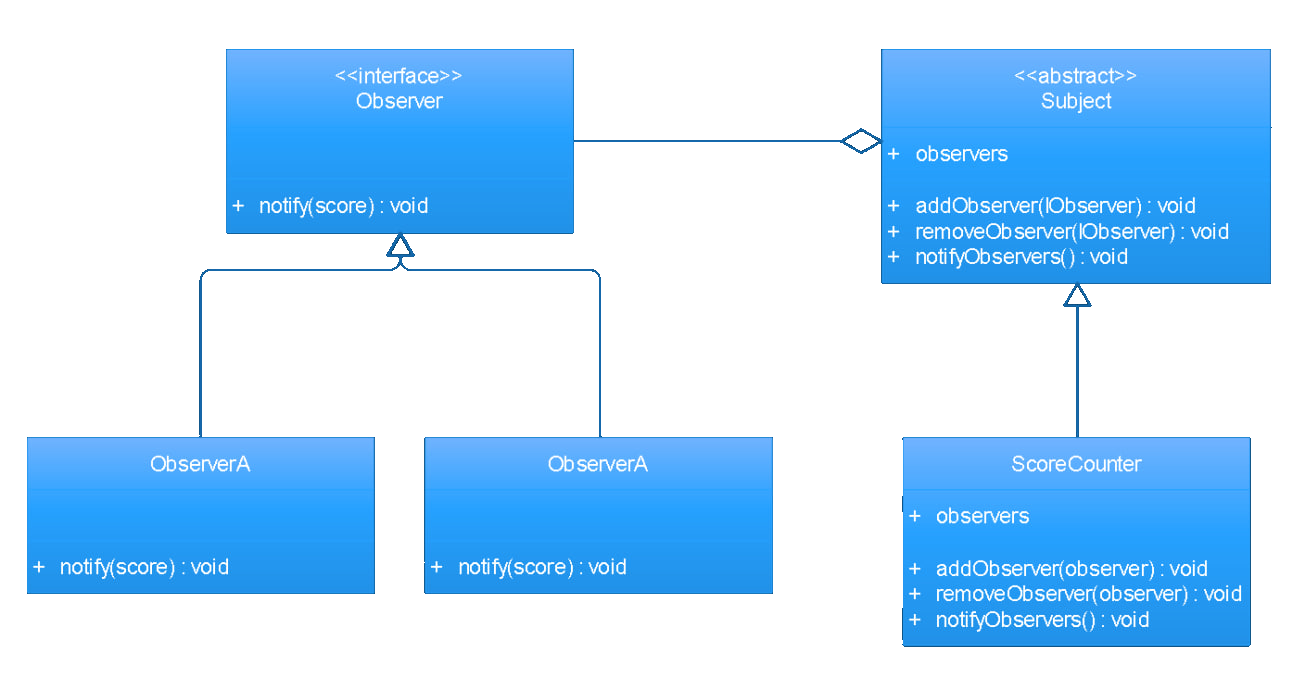 <<interface>>
Observer
+ notify(score) : void
<<abstract>>
Subject
+ observers
+ addObserver(IObserver) : void
+ removeObserver(IObserver) : void
+ notifyObservers() : void
ObserverA
+ notify(score) : void
ObserverA
+ notify(score) : void
ScoreCounter
+ observers
+ addObserver(observer) : void
+ removeObserver(observer) : void
+ notifyObservers() : void